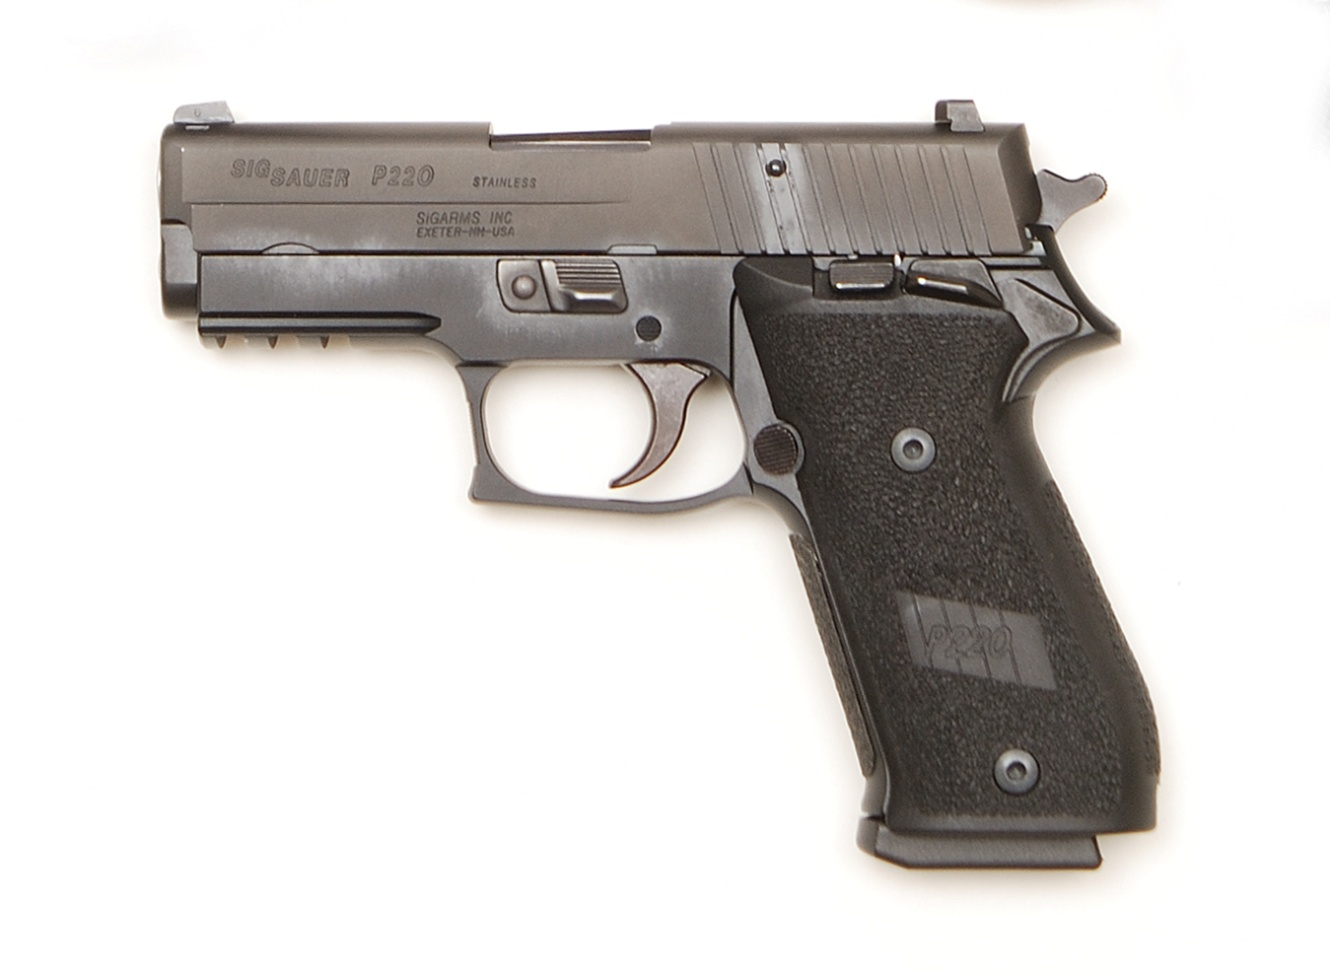 SIG SAUER P220 STAINLESS
SIGARMS INC
EXETER-NH-USA
P220